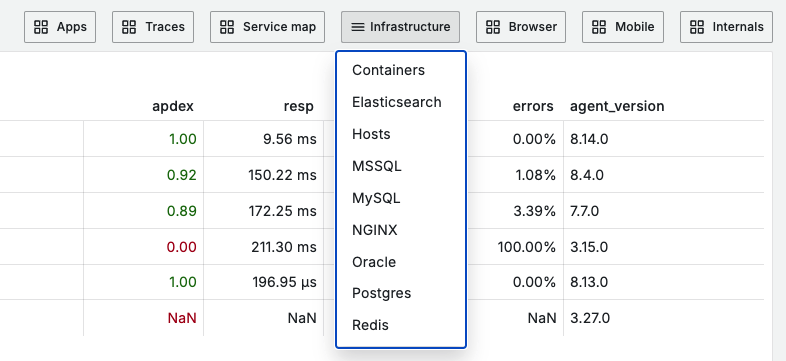 Apps Traces Service map Infrastructure Browser Mobile Internals
Containers
Elasticsearch
Hosts
MSSQL
MySQL
NGINX
Oracle
Postgres
Redis
apdex resp errors agent_version
1.00 9.56 ms 0.00% 8.14.0
0.92 150.22 ms 1.08% 8.4.0
0.89 172.25 ms 3.39% 7.7.0
0.00 211.30 ms 100.00% 3.15.0
1.00 196.95 µs 0.00% 8.13.0
NaN NaN NaN 3.27.0